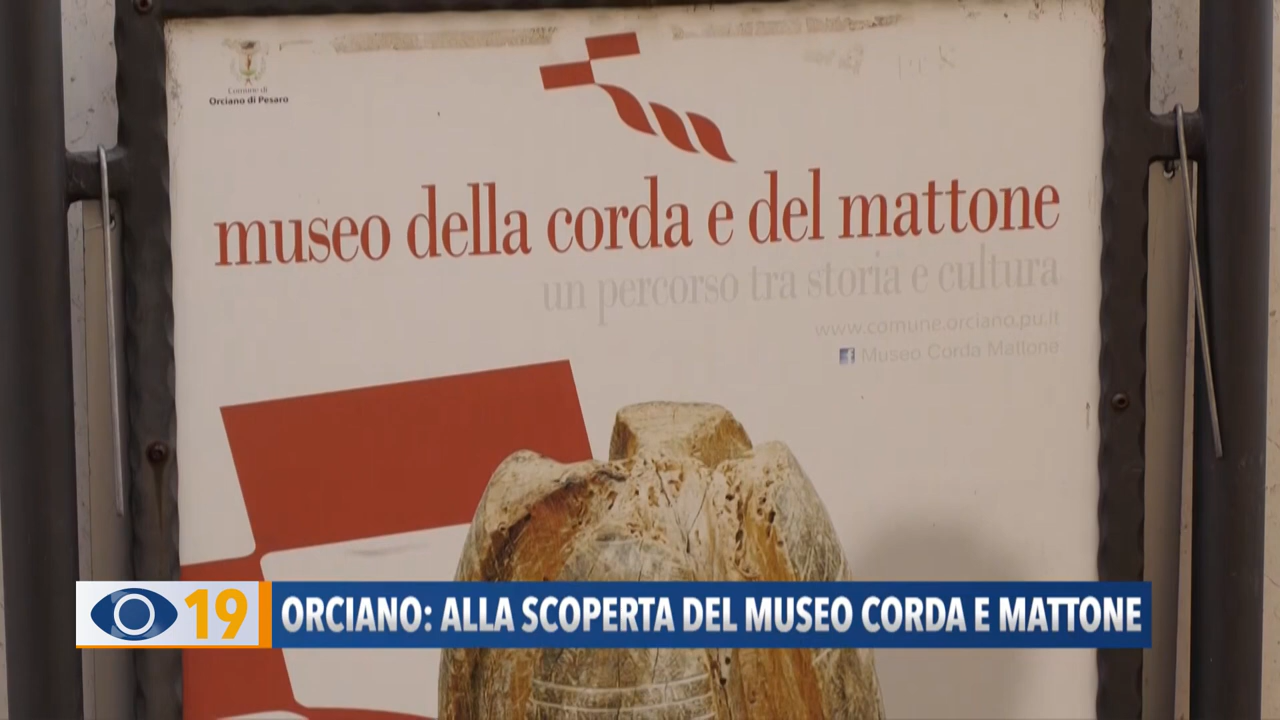 Comune di
Orciano di Pesaro
museo della corda e del mattone
un percorso tra storia e cultura
www.comune.orciano.pu.it
Museo Corda Mattone
19
ORCIANO: ALLA SCOPERTA DEL MUSEO CORDA E MATTONE